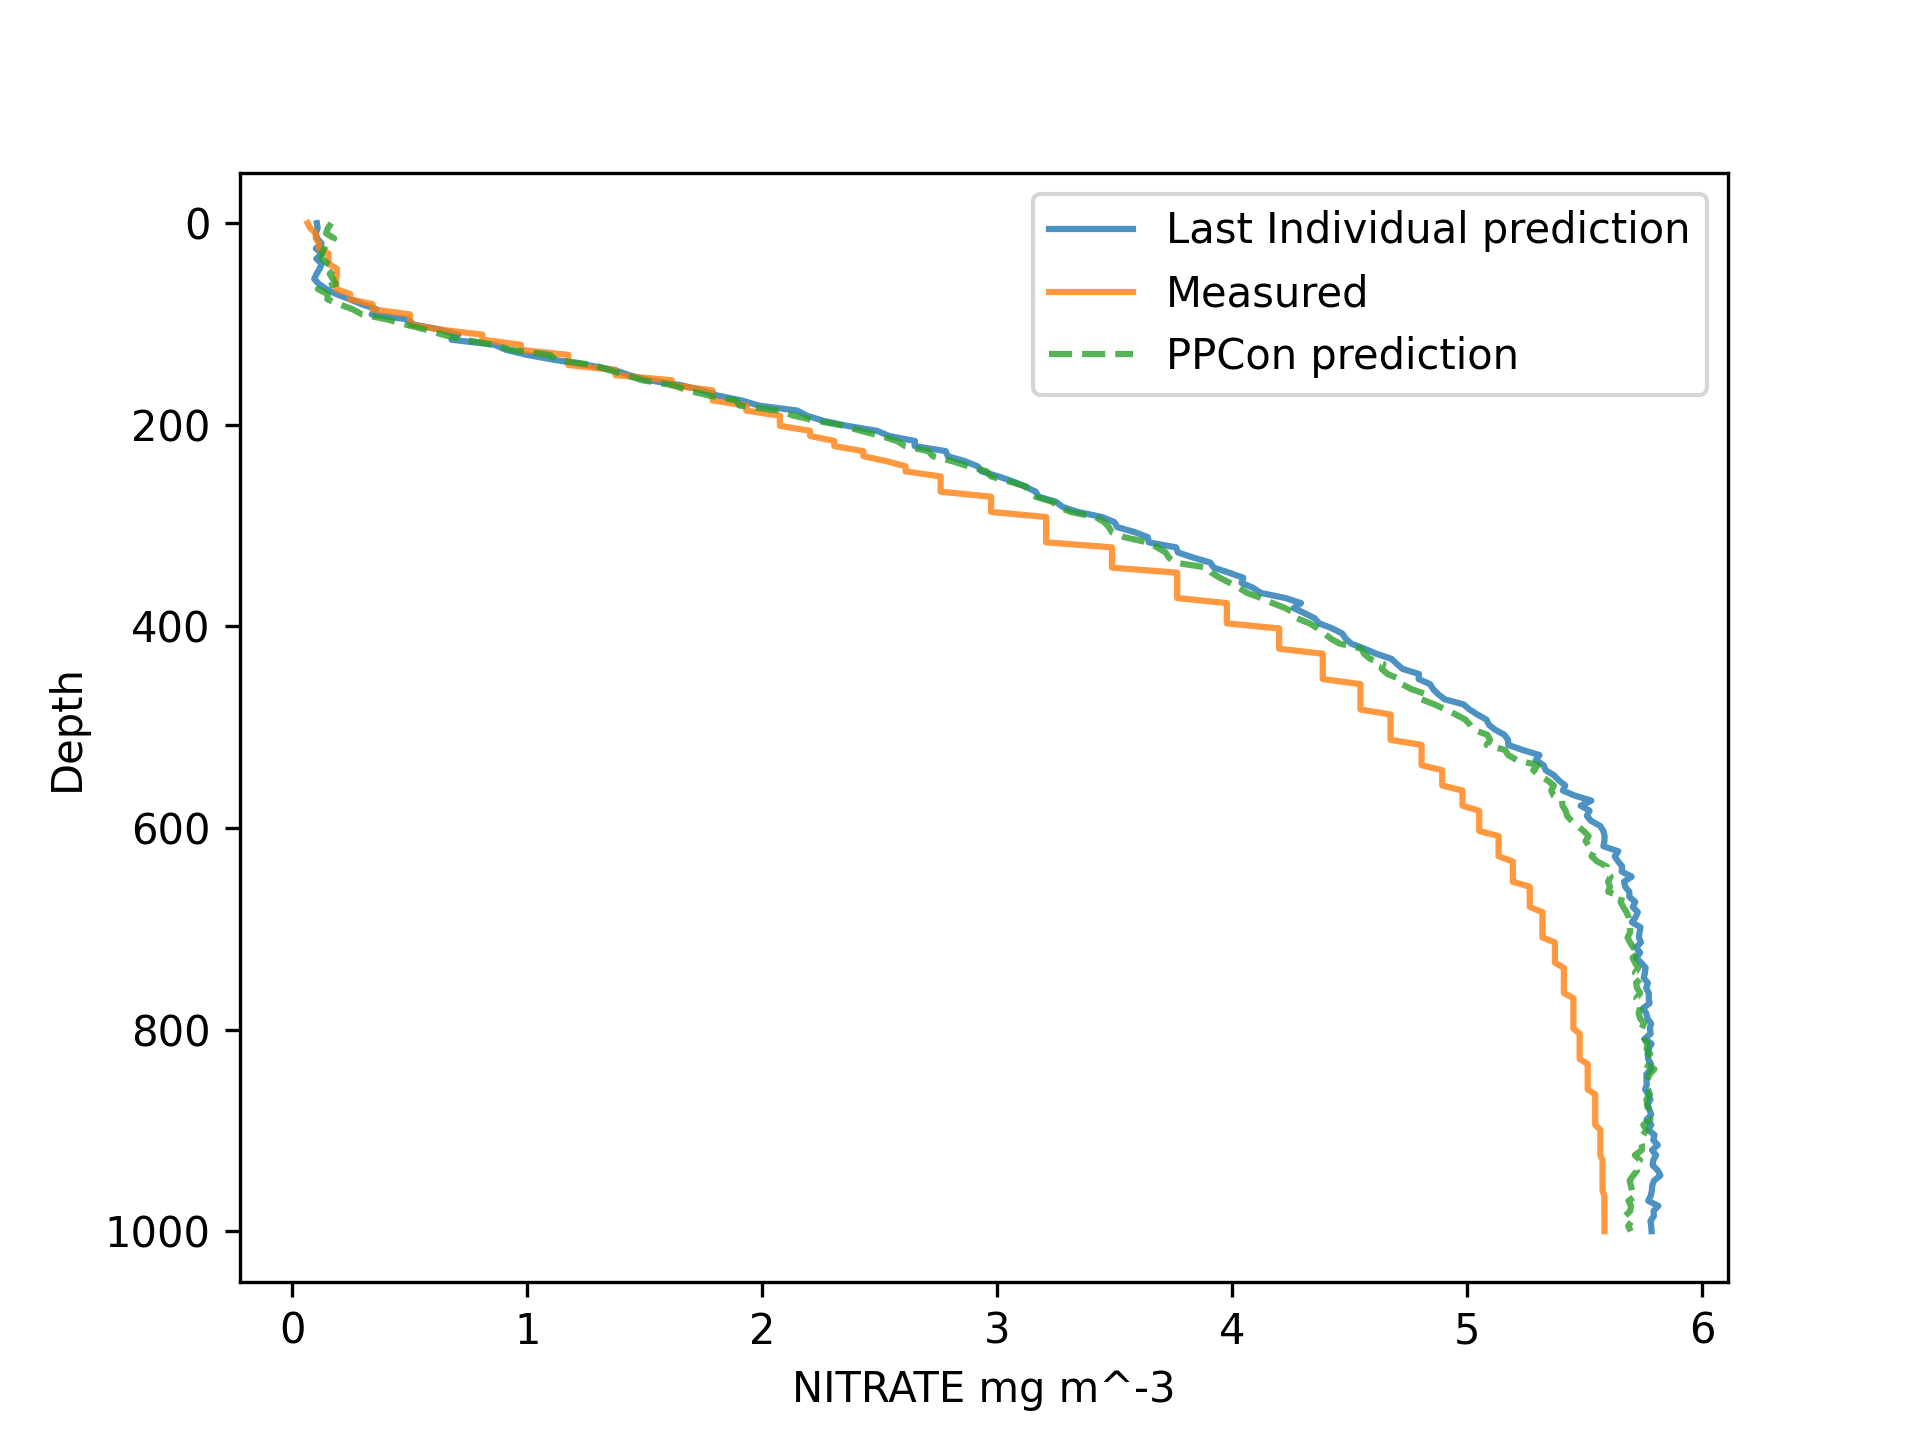 Last Individual prediction
Measured
PPCon prediction
0
200
400
600
800
1000
Depth
0 1 2 3 4 5 6
NITRATE mg m^-3